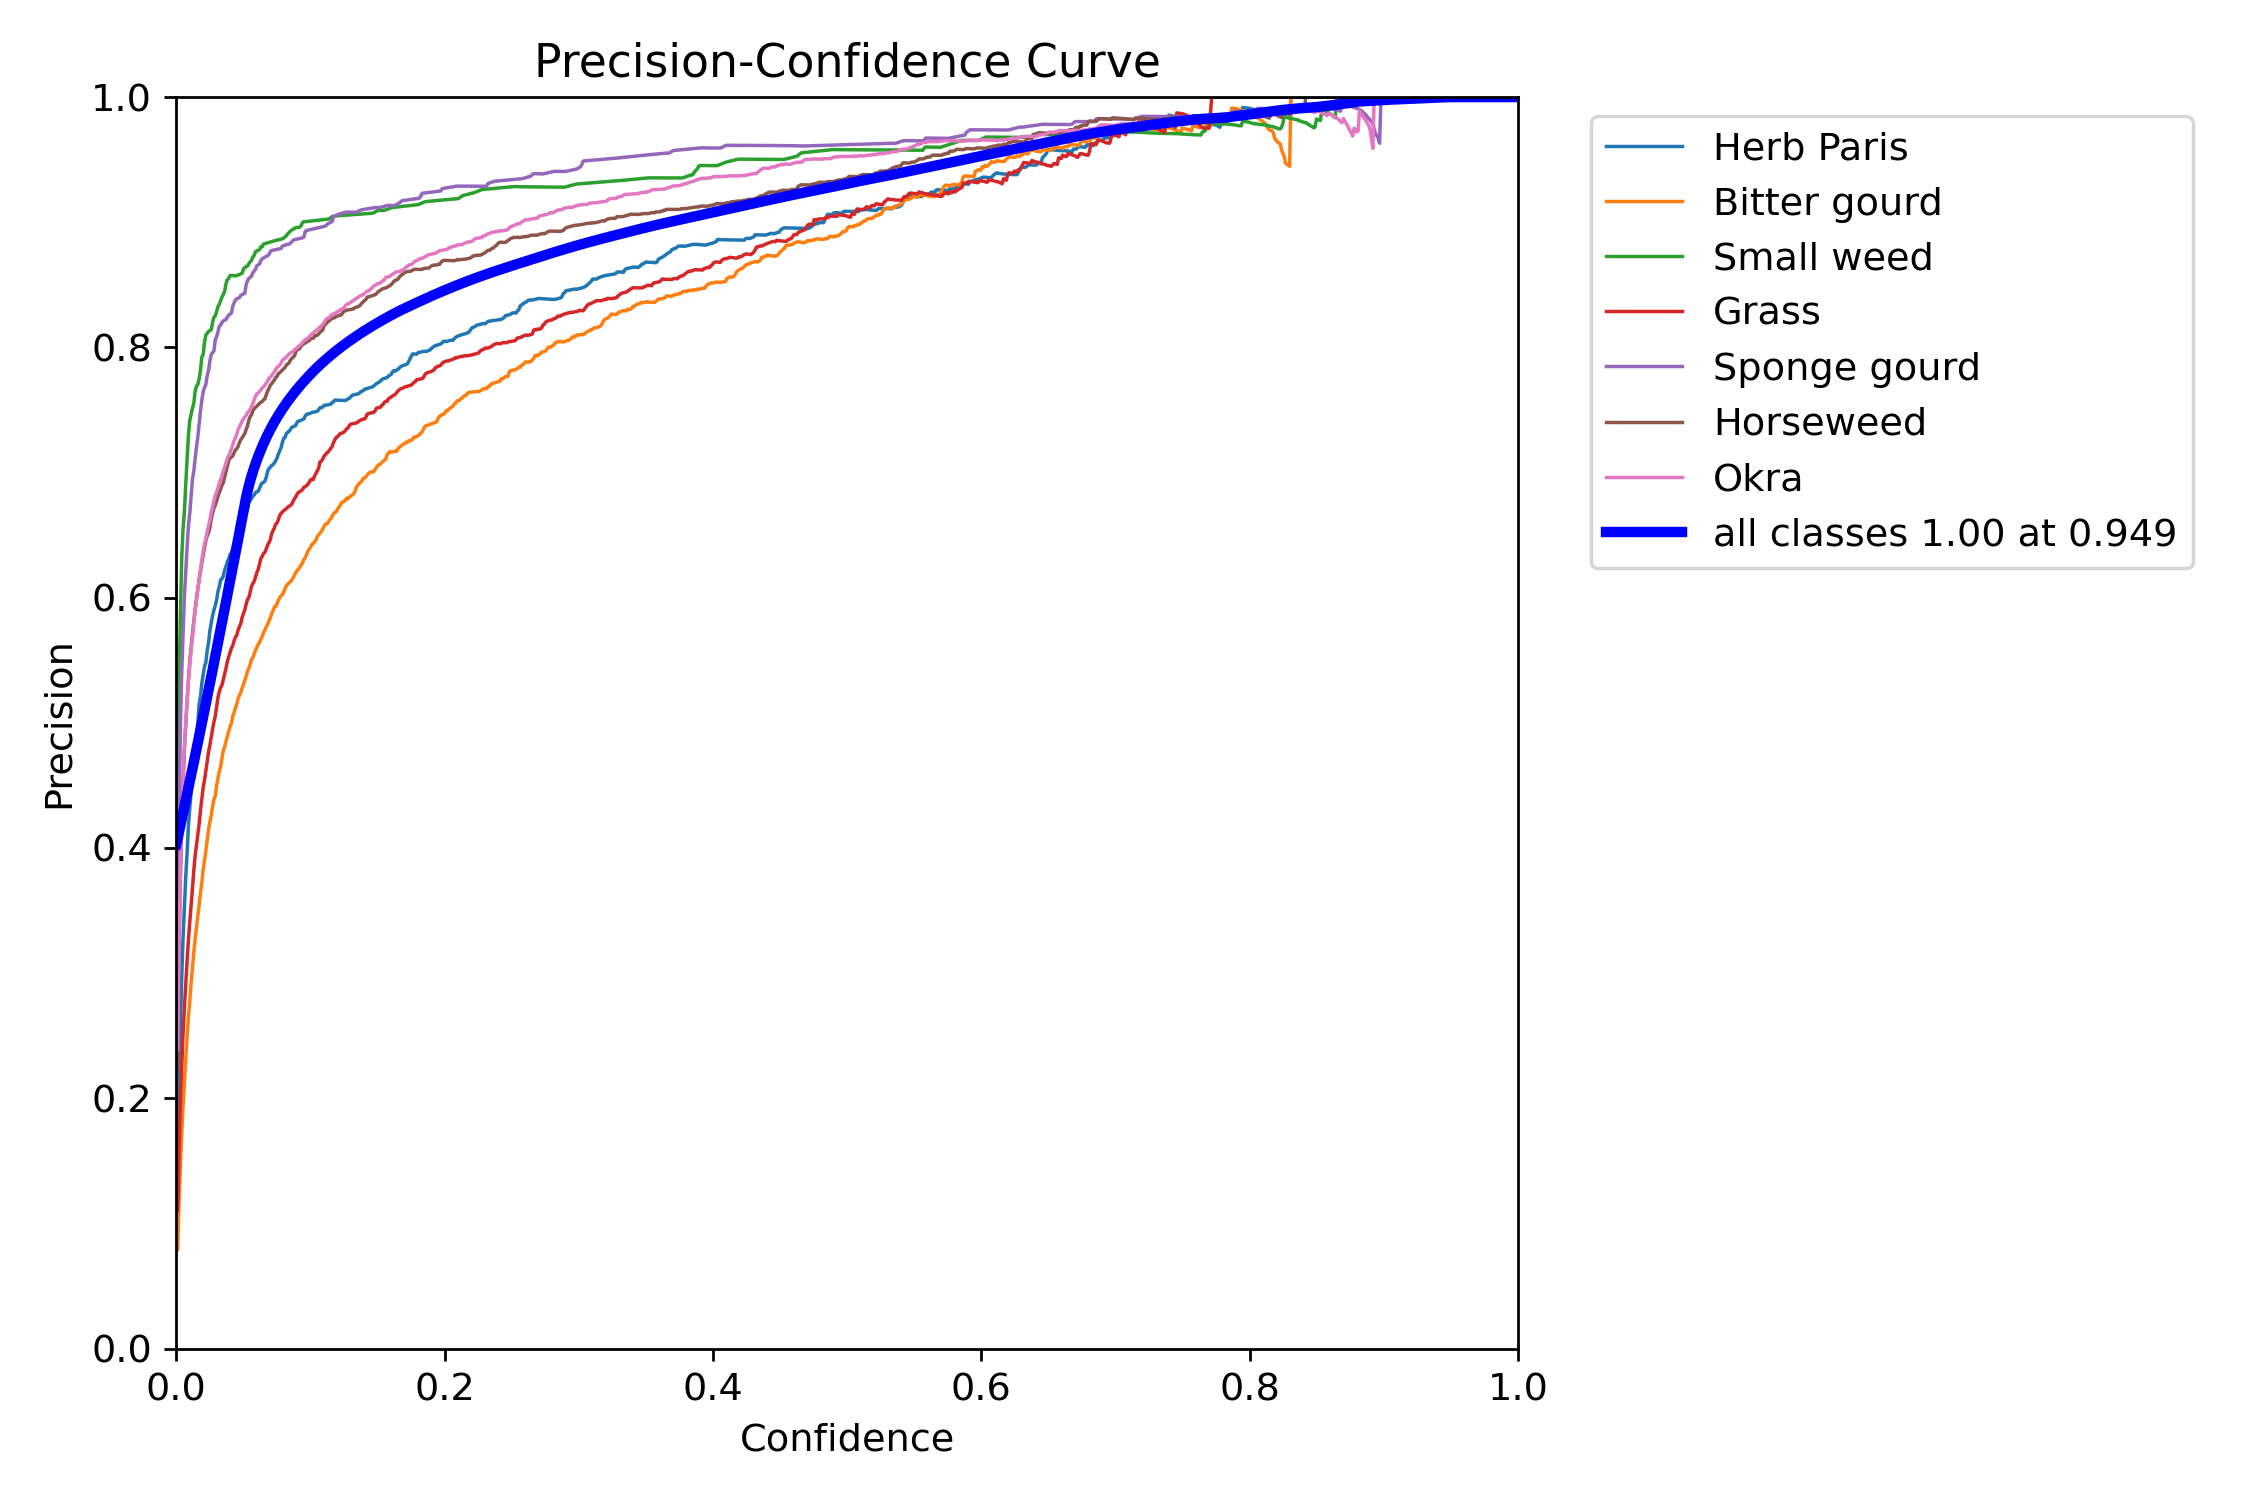 Precision-Confidence Curve
1.0
0.8
0.6
0.4
0.2
0.0
Precision
0.0 0.2 0.4 0.6 0.8 1.0
Confidence
Herb Paris
Bitter gourd
Small weed
Grass
Sponge gourd
Horseweed
Okra
all classes 1.00 at 0.949